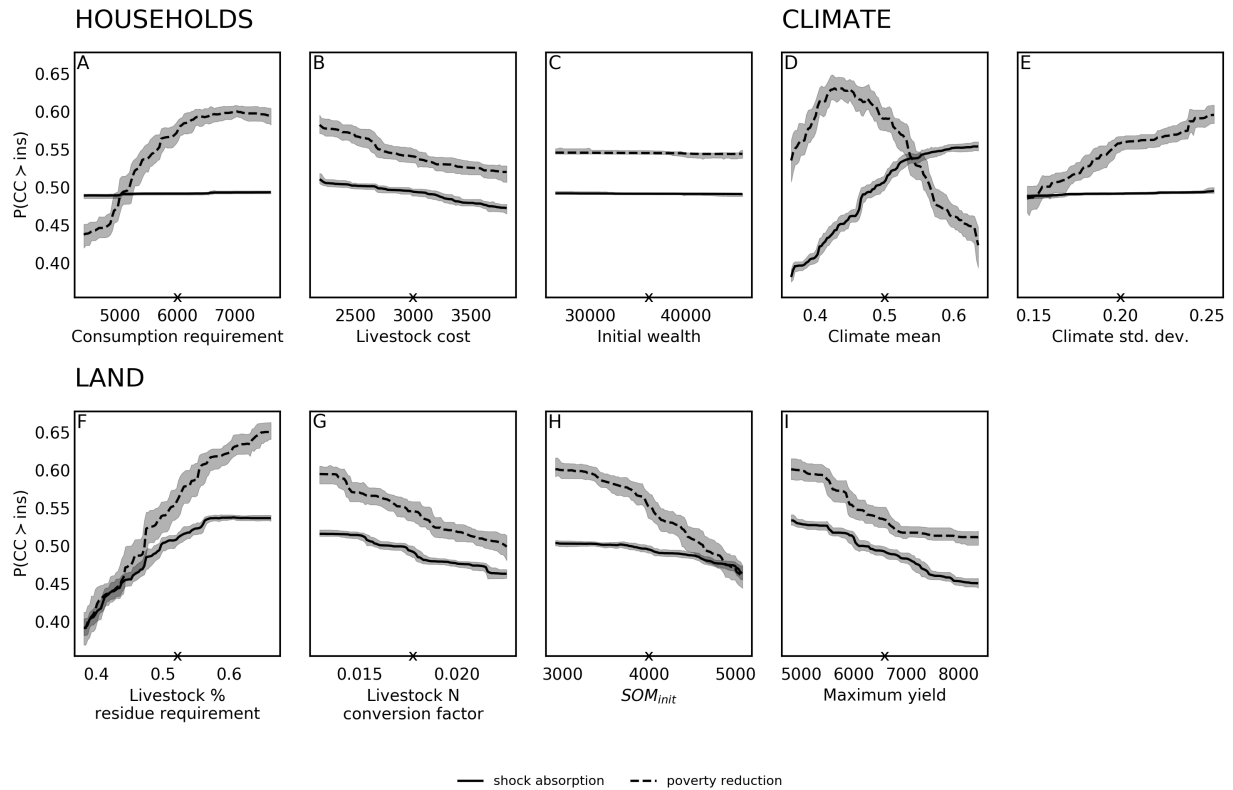 HOUSEHOLDS
CLIMATE
P(CC > ins)
0.65
0.60
0.55
0.50
0.45
0.40
A
5000 6000 7000
Consumption requirement
B
2500 3000 3500
Livestock cost
C
30000 40000
Initial wealth
D
0.4 0.5 0.6
Climate mean
E
0.15 0.20 0.25
Climate std. dev.
LAND
P(CC > ins)
0.65
0.60
0.55
0.50
0.45
0.40
F
0.4 0.5 0.6
Livestock %
residue requirement
G
0.015 0.020
Livestock N
conversion factor
H
3000 4000 5000
SOMinit
I
5000 6000 7000 8000
Maximum yield
shock absorption poverty reduction